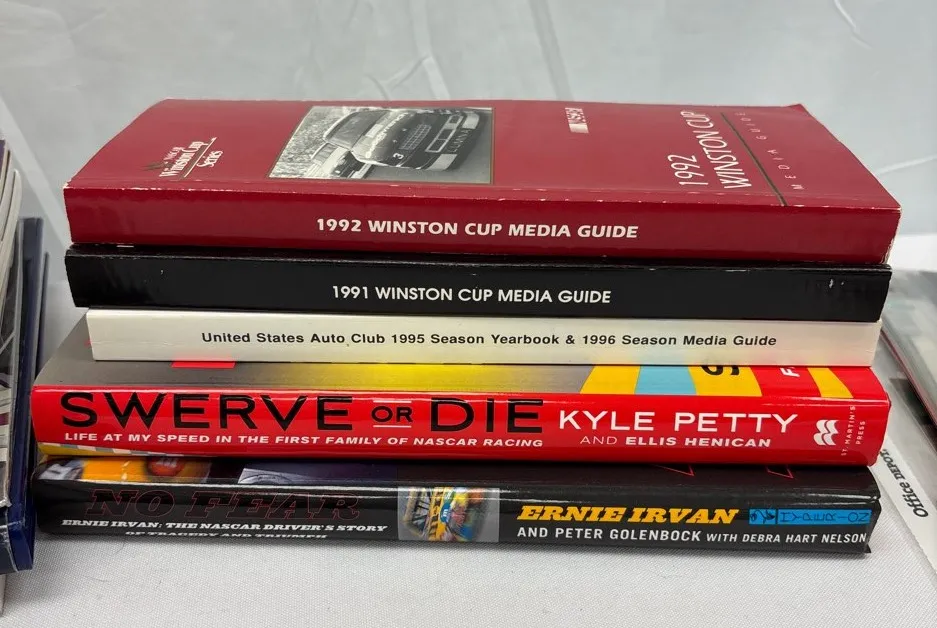 NASCAR
Winston Cup
Series
3
1992
WINSTON CUP
MEDIA GUIDE
1992 WINSTON CUP MEDIA GUIDE
1991 WINSTON CUP MEDIA GUIDE
United States Auto Club 1995 Season Yearbook & 1996 Season Media Guide
SWERVE OR DIE KYLE PETTY
LIFE AT MY SPEED IN THE FIRST FAMILY OF NASCAR RACING AND ELLIS HENICAN
ST. MARTIN'S
PRESS
NO FEAR
ERNIE IRVAN: THE NASCAR DRIVER'S STORY
OF TRAGEDY AND TRIUMPH
ERNIE IRVAN
AND PETER GOLENBOCK WITH DEBRA HART NELSON
HYPERION
Office DEPOT